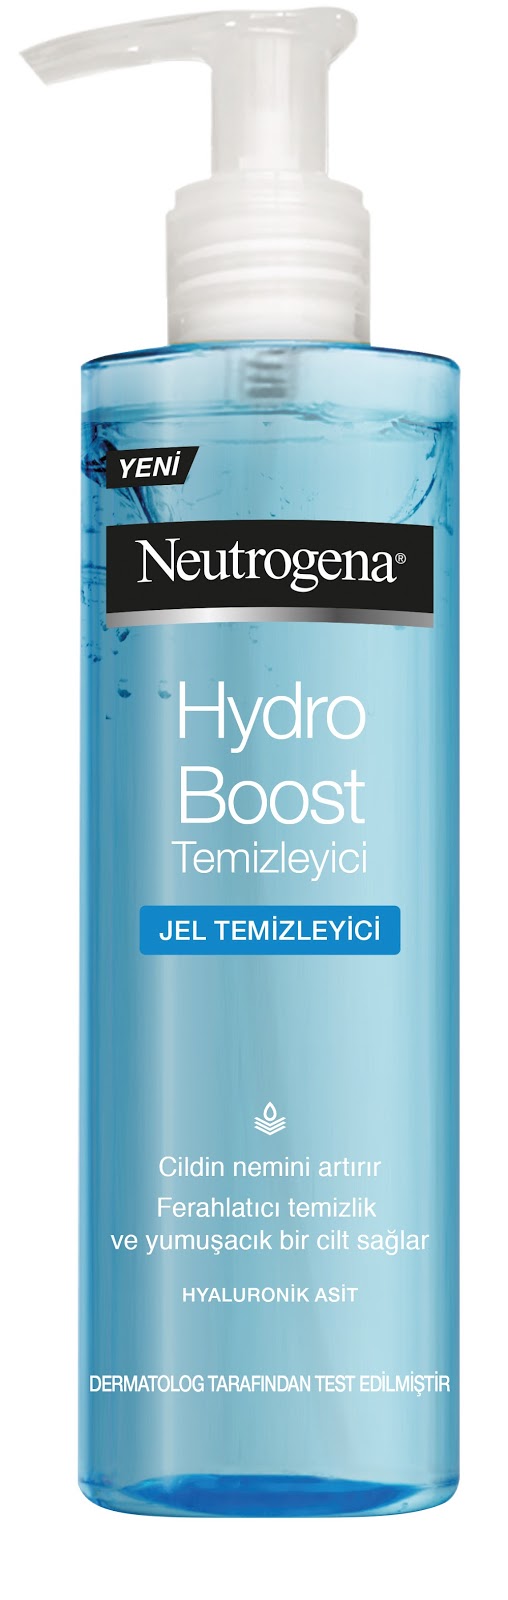 YENİ
Neutrogena®
Hydro
Boost
Temizleyici
JEL TEMİZLEYİCİ
Cildin nemini artırır
Ferahlatıcı temizlik
ve yumuşacık bir cilt sağlar
HYALURONİK ASİT
DERMATOLOG TARAFINDAN TEST EDİLMİŞTİR